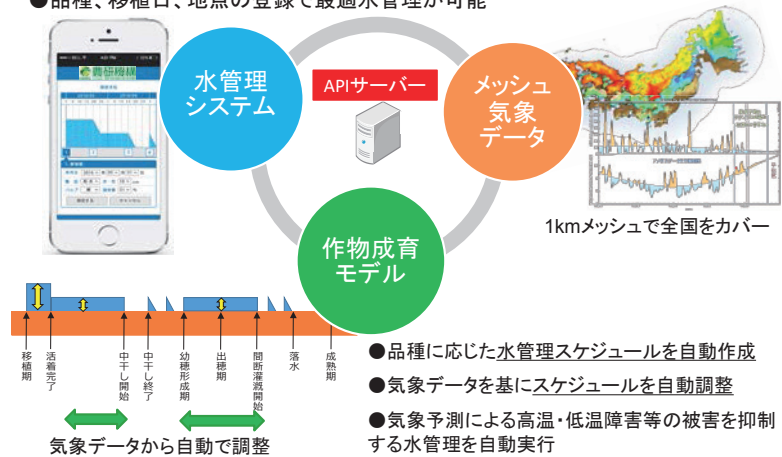 ●品種、移植日、地点の登録で最適水管理が可能
農研機構
水管理
システム
APIサーバー
メッシュ
気象
データ
1kmメッシュで全国をカバー
作物成育
モデル
移植期
活着完了
中干し開始
中干し終了
幼穂形成期
出穂期
間断灌漑開始
落水
成熟期
気象データから自動で調整
●品種に応じた水管理スケジュールを自動作成
●気象データを基にスケジュールを自動調整
●気象予測による高温・低温障害等の被害を抑制
する水管理を自動実行